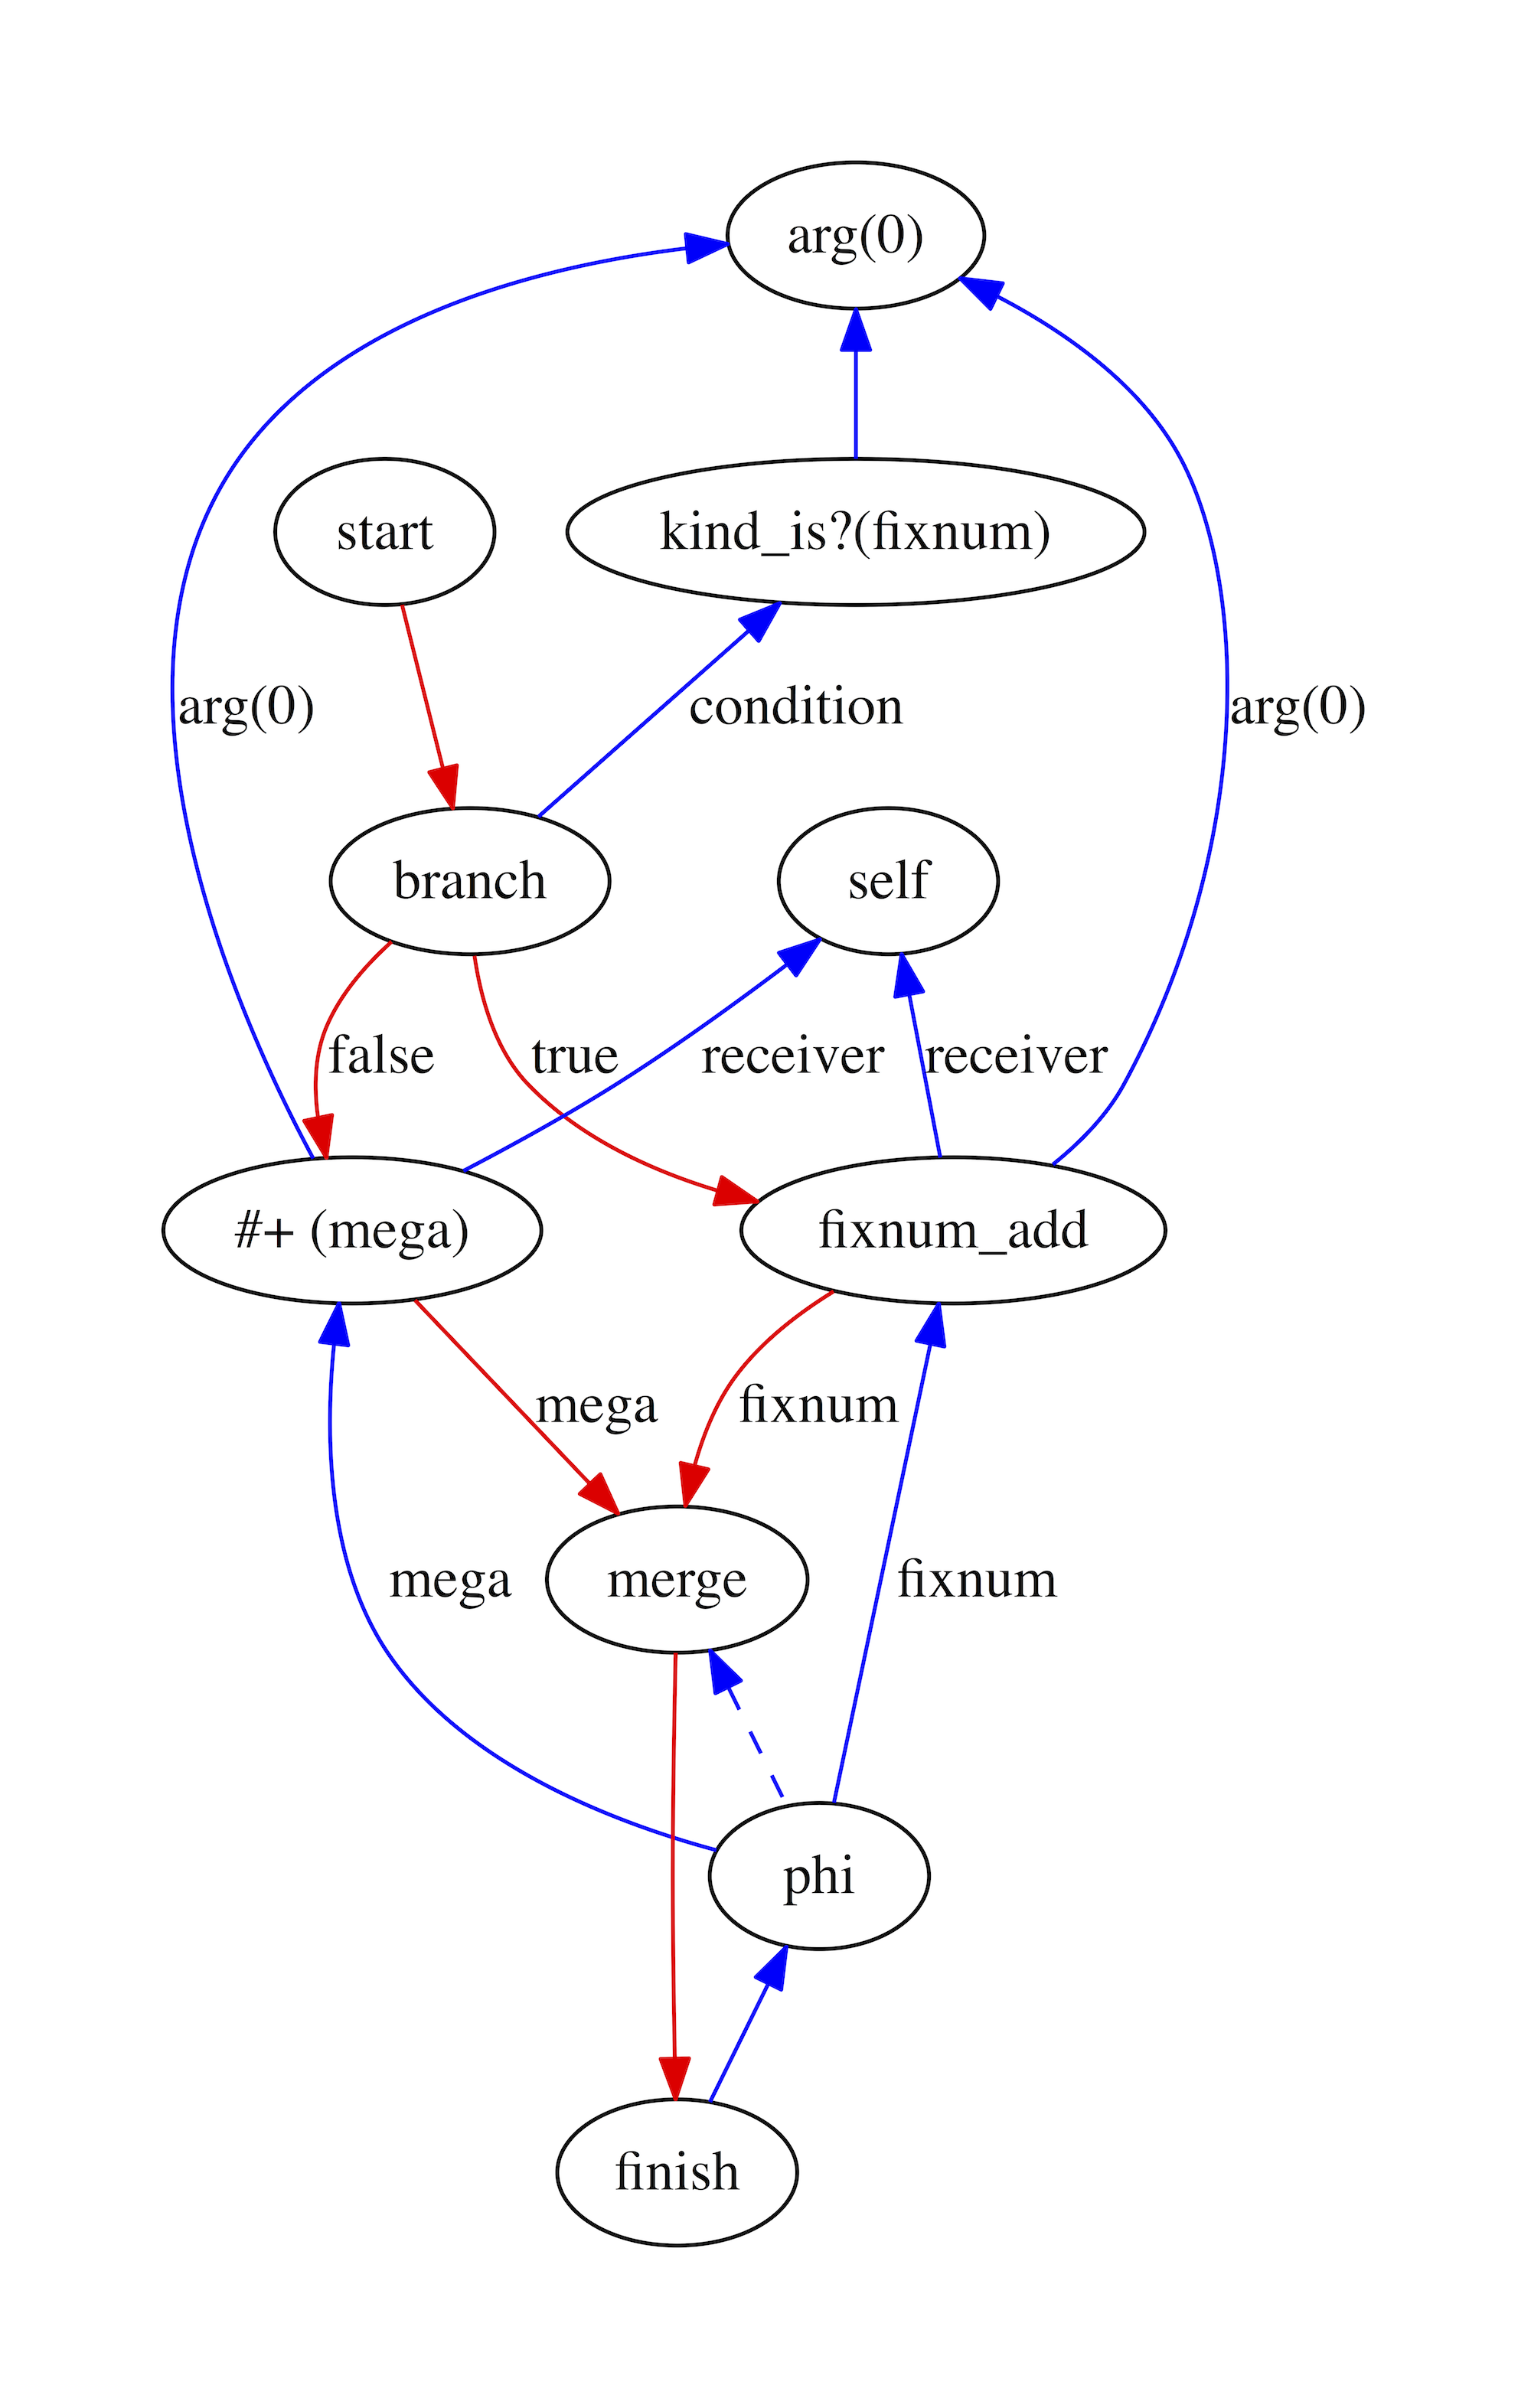 arg(0)
start
kind_is?(fixnum)
arg(0)
condition
arg(0)
branch
self
false
true
receiver
receiver
#+ (mega)
fixnum_add
mega
fixnum
mega
merge
fixnum
phi
finish